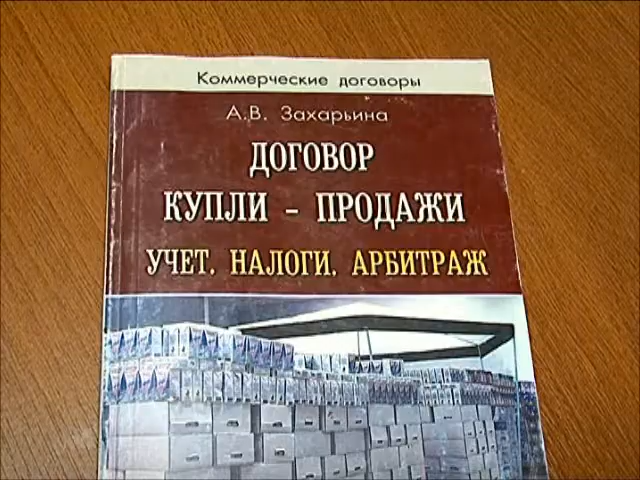 Коммерческие договоры
А.В. Захарьина
ДОГОВОР
КУПЛИ – ПРОДАЖИ
УЧЕТ. НАЛОГИ. АРБИТРАЖ